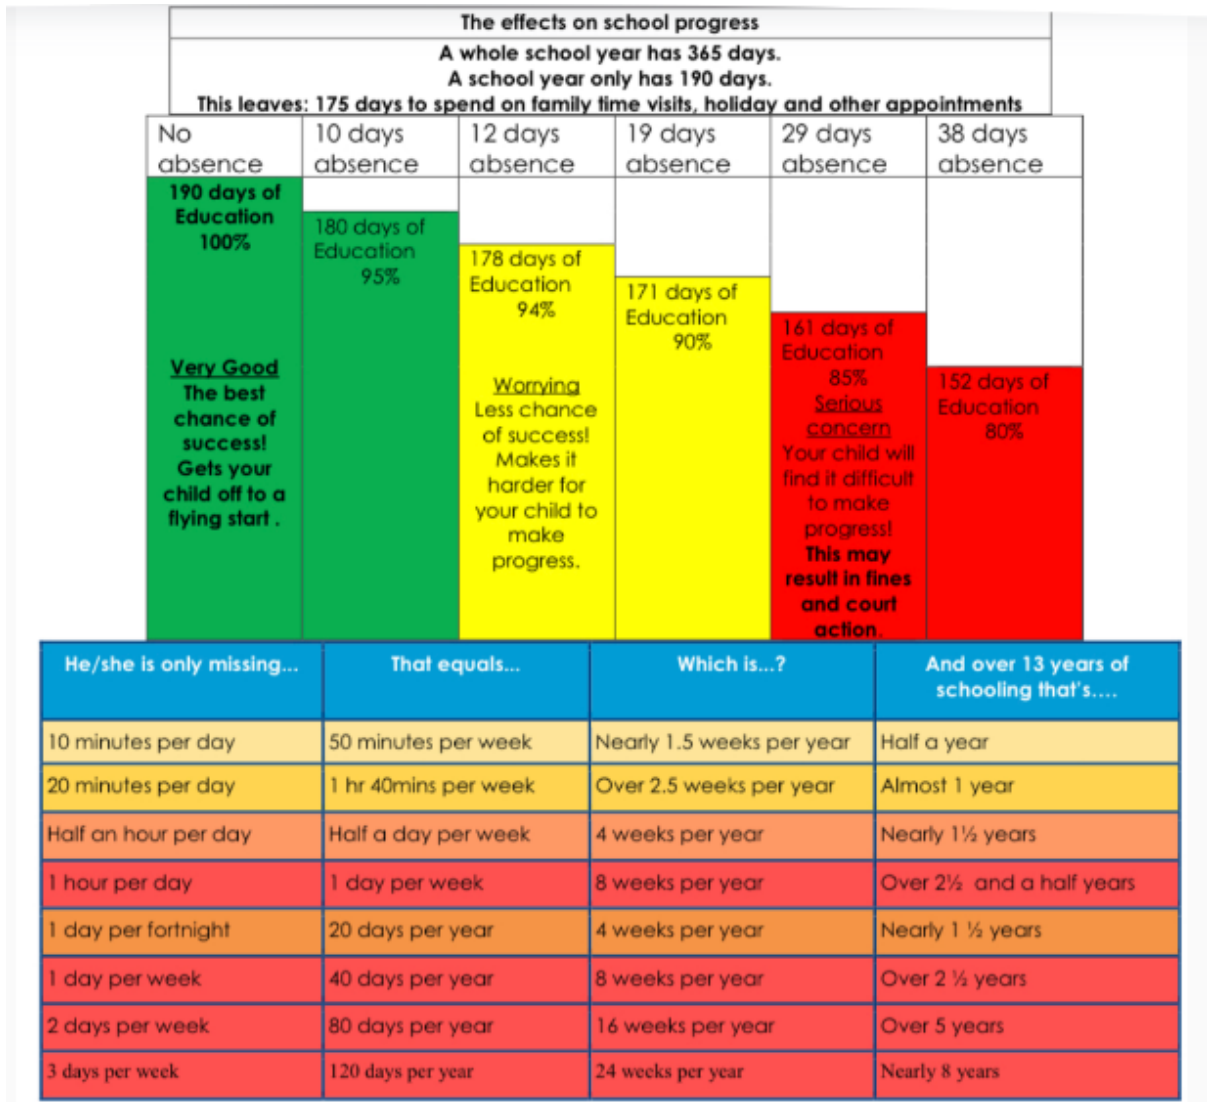 The effects on school progress
A whole school year has 365 days.
A school year only has 190 days.
This leaves: 175 days to spend on family time visits, holiday and other appointments
No
absence
10 days
absence
12 days
absence
19 days
absence
29 days
absence
38 days
absence
190 days of
Education
100%
Very Good
The best
chance of
success!
Gets your
child off to a
flying start .
180 days of
Education
95%
178 days of
Education
94%
Worrying
Less chance
of success!
Makes it
harder for
your child to
make
progress.
171 days of
Education
90%
161 days of
Education
85%
Serious
concern
Your child will
find it difficult
to make
progress!
This may
result in fines
and court
action.
152 days of
Education
80%
He/she is only missing... That equals... Which is...? And over 13 years of
schooling that's....
10 minutes per day 50 minutes per week Nearly 1.5 weeks per year Half a year
20 minutes per day 1 hr 40mins per week Over 2.5 weeks per year Almost 1 year
Half an hour per day Half a day per week 4 weeks per year Nearly 1½ years
1 hour per day 1 day per week 8 weeks per year Over 2½ and a half years
1 day per fortnight 20 days per year 4 weeks per year Nearly 1 ½ years
1 day per week 40 days per year 8 weeks per year Over 2 ½ years
2 days per week 80 days per year 16 weeks per year Over 5 years
3 days per week 120 days per year 24 weeks per year Nearly 8 years